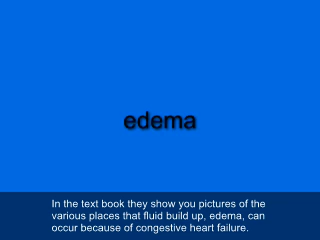 edema
In the text book they show you pictures of the
various places that fluid build up, edema, can
occur because of congestive heart failure.